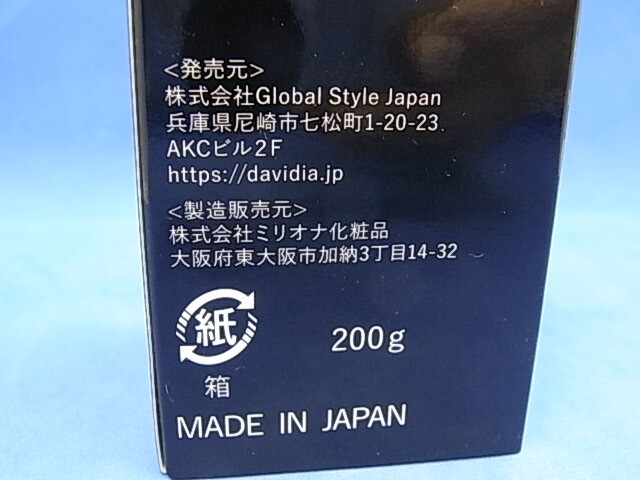 <発売元>
株式会社Global Style Japan
兵庫県尼崎市七松町1-20-23
AKCビル2F
https://davidia.jp
<製造販売元>
株式会社ミリオナ化粧品
大阪府東大阪市加納3丁目14-32
紙
200g
箱
MADE IN JAPAN